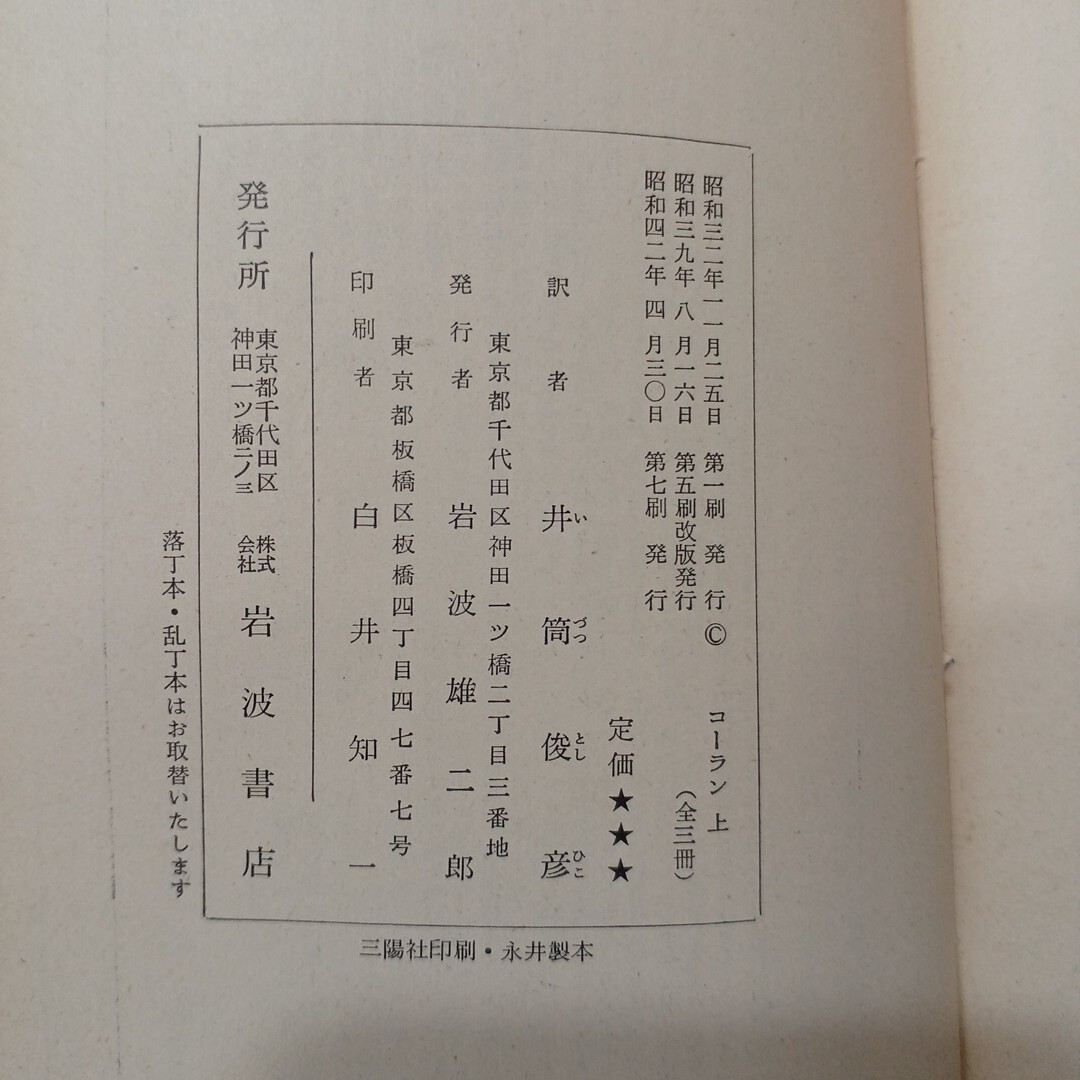 コーラン 上
(全三冊)
昭和三二年一一月二五日 第一刷 発行 ©
昭和三九年 八月一六日 第五刷改版発行
昭和四二年 四月三〇日 第七刷 発行
定価★★★
訳者 井筒俊彦
いづつとしひこ
東京都千代田区神田一ツ橋二丁目三番地
発行者 岩波雄二郎
東京都板橋区板橋四丁目四七番七号
印刷者 白井知一
発行所 東京都千代田区
神田一ツ橋二ノ三
株式
会社
岩波書店
落丁本・乱丁本はお取替いたします
三陽社印刷・永井製本